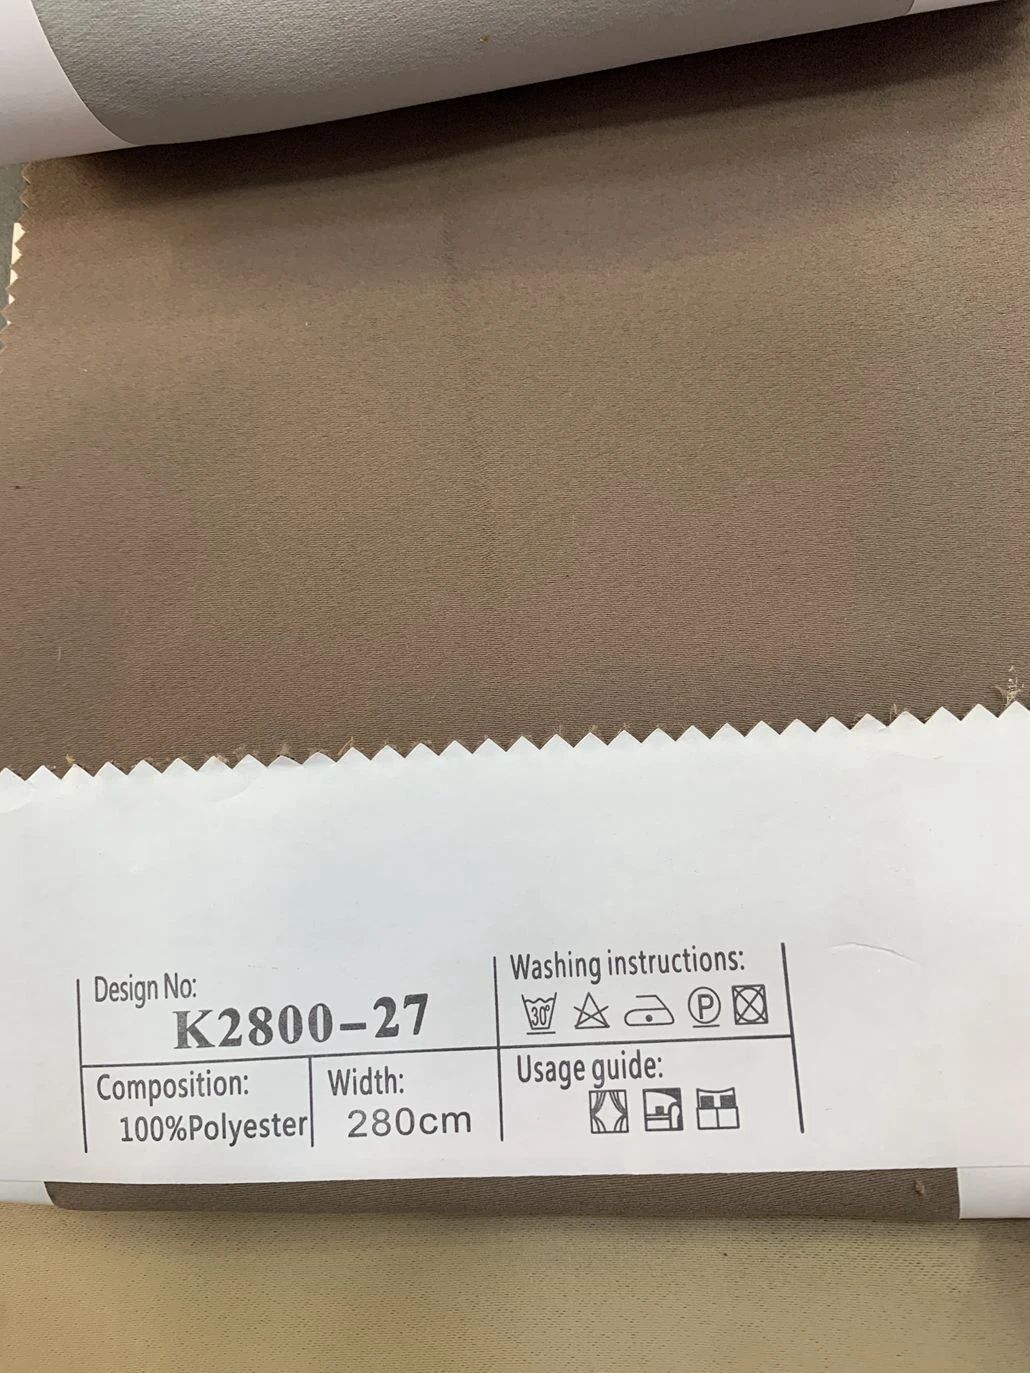 Design No:
K2800-27
Washing instructions:
30°
P
Composition:
100%Polyester
Width:
280cm
Usage guide: